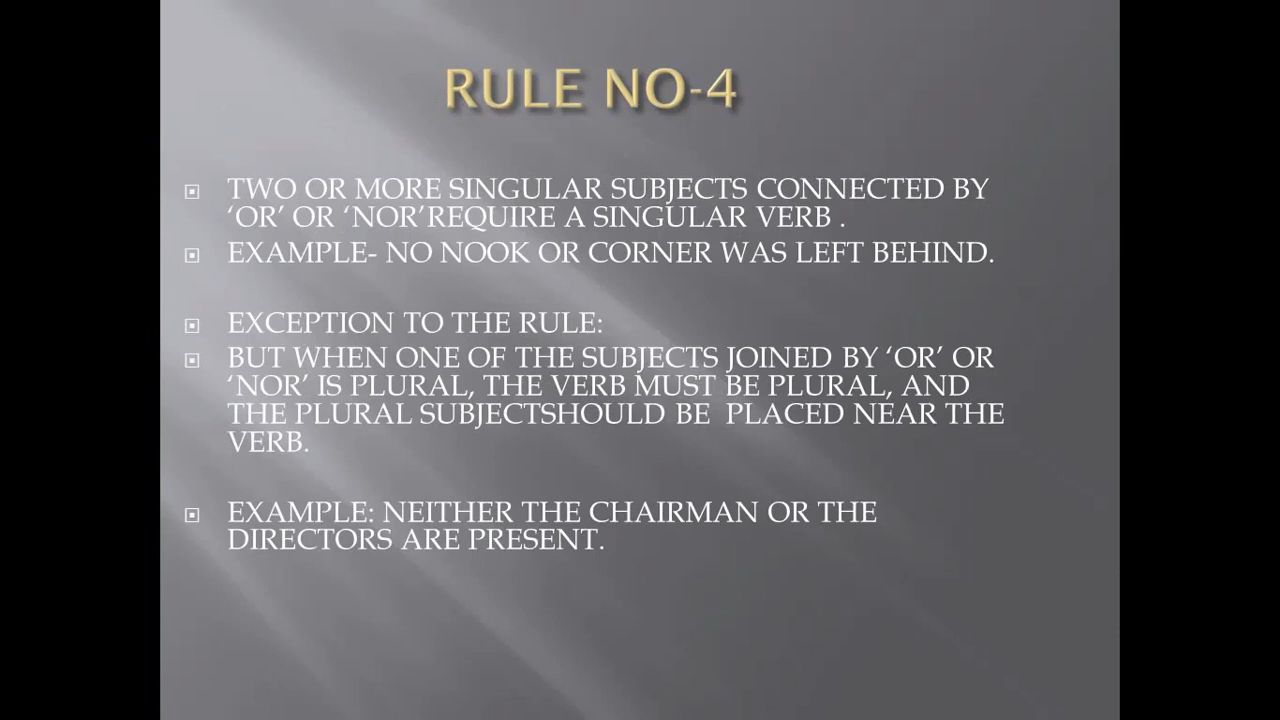 RULE NO-4
TWO OR MORE SINGULAR SUBJECTS CONNECTED BY
‘OR’ OR ‘NOR’REQUIRE A SINGULAR VERB .
EXAMPLE- NO NOOK OR CORNER WAS LEFT BEHIND.
EXCEPTION TO THE RULE:
BUT WHEN ONE OF THE SUBJECTS JOINED BY ‘OR’ OR
‘NOR’ IS PLURAL, THE VERB MUST BE PLURAL, AND
THE PLURAL SUBJECTSHOULD BE  PLACED NEAR THE
VERB.
EXAMPLE: NEITHER THE CHAIRMAN OR THE
DIRECTORS ARE PRESENT.